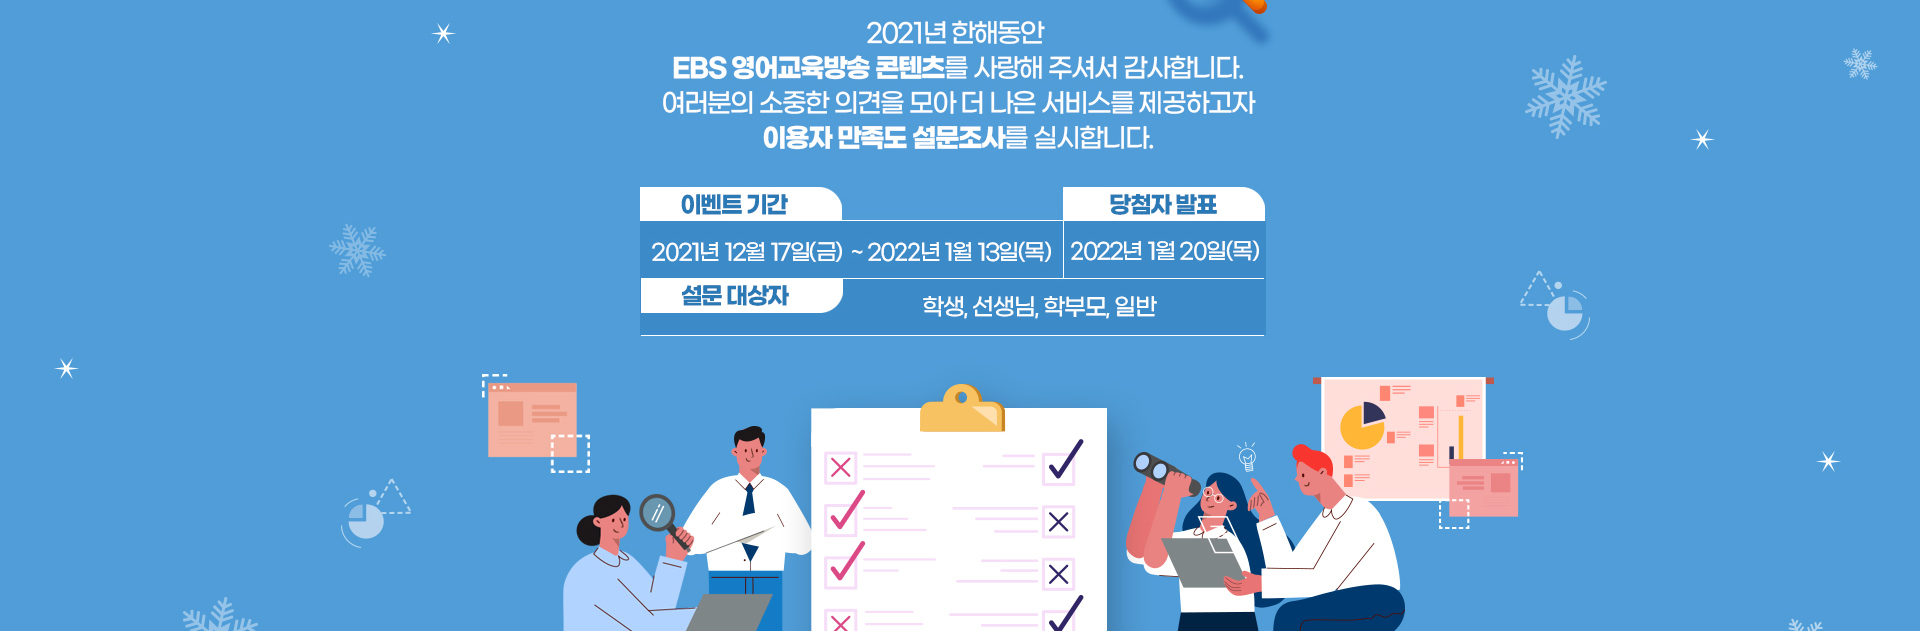 2021년 한해동안
EBS 영어교육방송 콘텐츠를 사랑해 주셔서 감사합니다.
여러분의 소중한 의견을 모아 더 나은 서비스를 제공하고자
이용자 만족도 설문조사를 실시합니다.
이벤트 기간
당첨자 발표
2021년 12월 17일(금) ~ 2022년 1월 13일(목)
2022년 1월 20일(목)
설문 대상자
학생, 선생님, 학부모, 일반